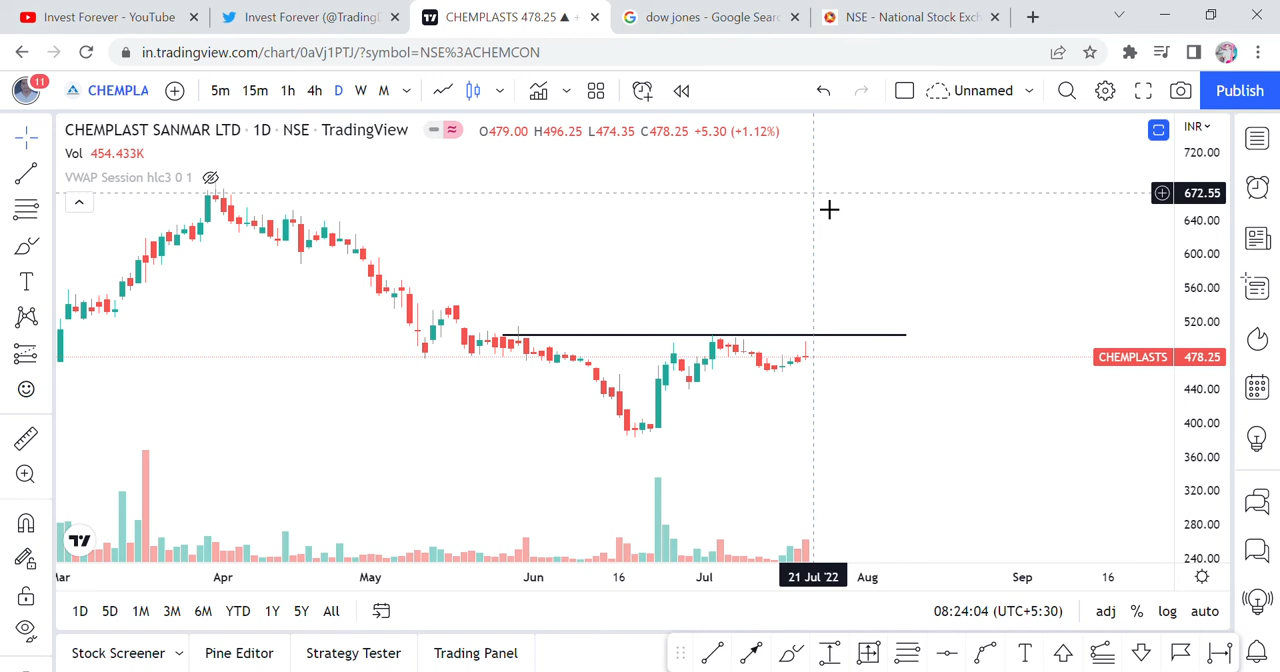 Invest Forever - YouTube
Invest Forever (@Trading
CHEMPLASTS 478.25 ▲ +
dow jones - Google Sear
NSE - National Stock Exch
in.tradingview.com/chart/0aVj1PTJ/?symbol=NSE%3ACHEMCON
11
CHEMPLA
5m 15m 1h 4h D W M
Unnamed
Publish
CHEMPLAST SANMAR LTD · 1D · NSE · TradingView
O479.00 H496.25 L474.35 C478.25 +5.30 (+1.12%)
INR
Vol 454.433K
VWAP Session hlc3 0 1
720.00
672.55
640.00
600.00
560.00
520.00
CHEMPLASTS 478.25
440.00
400.00
360.00
320.00
280.00
240.00
Mar Apr May Jun 16 Jul 21 Jul '22 Aug Sep 16
1D 5D 1M 3M 6M YTD 1Y 5Y All
08:24:04 (UTC+5:30)
adj % log auto
Stock Screener
Pine Editor
Strategy Tester
Trading Panel